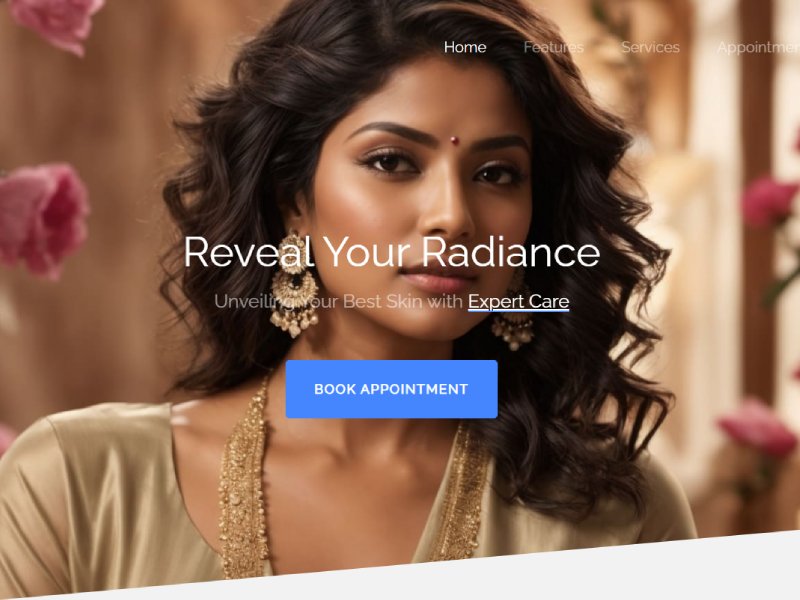 Home Features Services Appointmen
Reveal Your Radiance
Unveiling Your Best Skin with Expert Care
BOOK APPOINTMENT